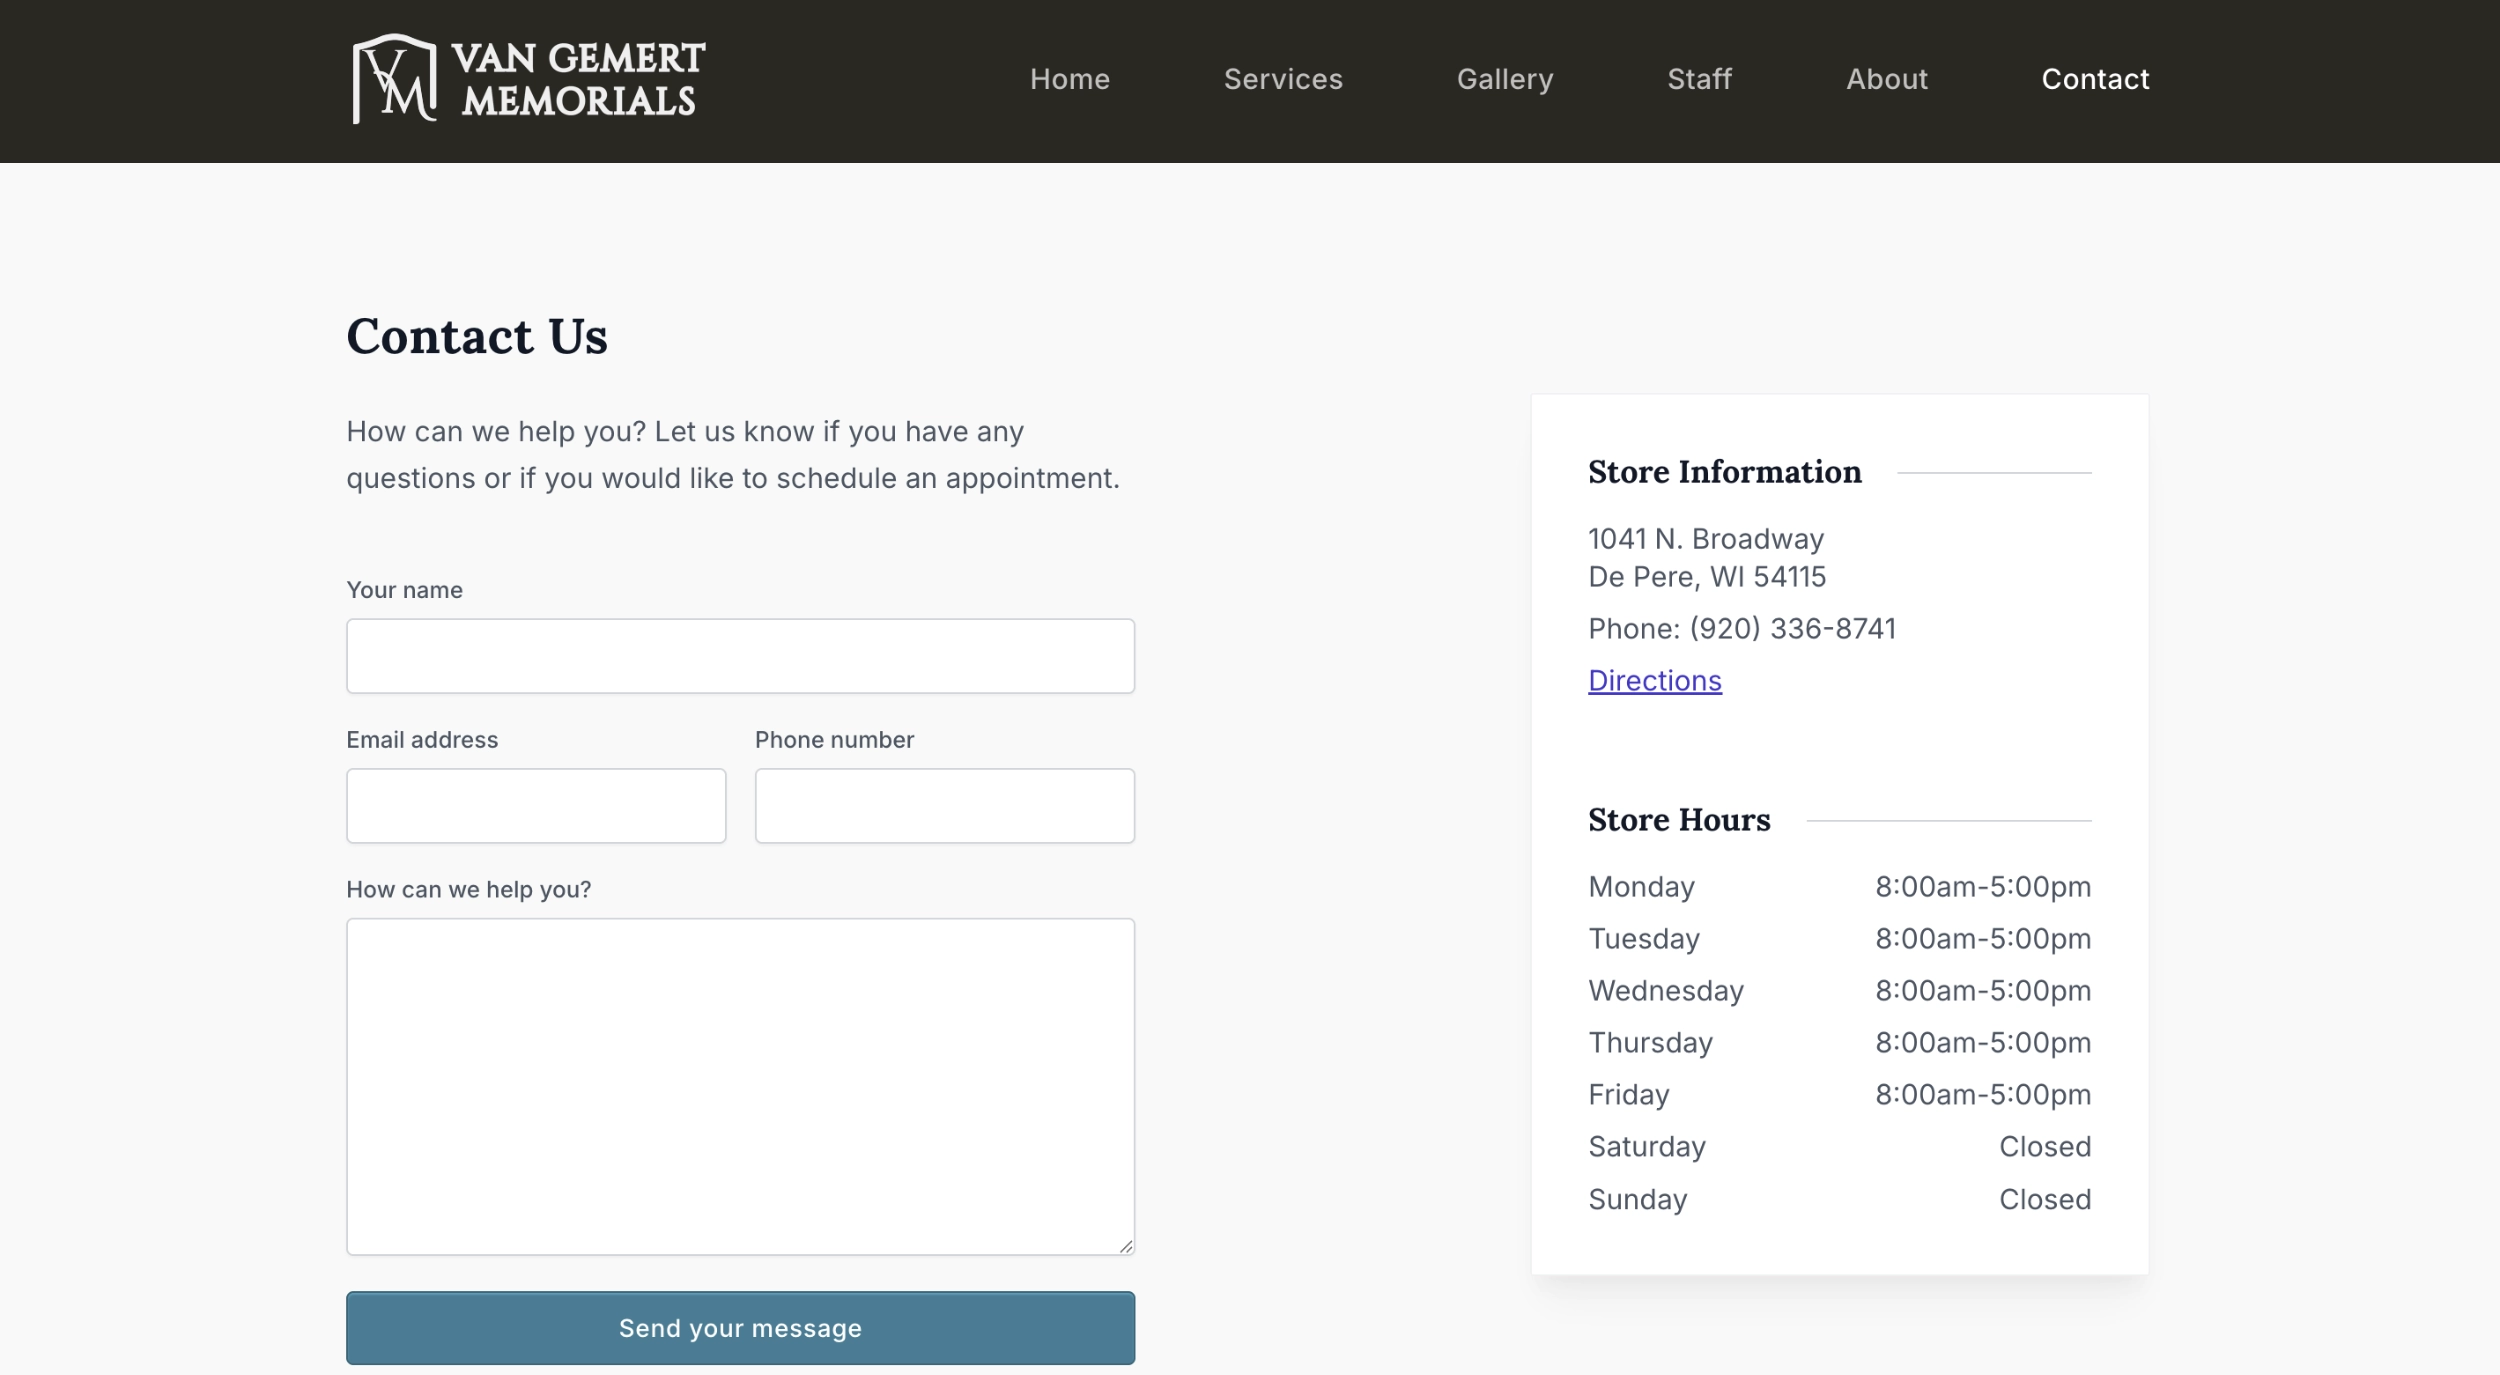 VAN GEMERT
MEMORIALS
Home Services Gallery Staff About Contact
Contact Us
How can we help you? Let us know if you have any
questions or if you would like to schedule an appointment.
Your name
Email address Phone number
How can we help you?
Send your message
Store Information
1041 N. Broadway
De Pere, WI 54115
Phone: (920) 336-8741
Directions
Store Hours
Monday 8:00am-5:00pm
Tuesday 8:00am-5:00pm
Wednesday 8:00am-5:00pm
Thursday 8:00am-5:00pm
Friday 8:00am-5:00pm
Saturday Closed
Sunday Closed